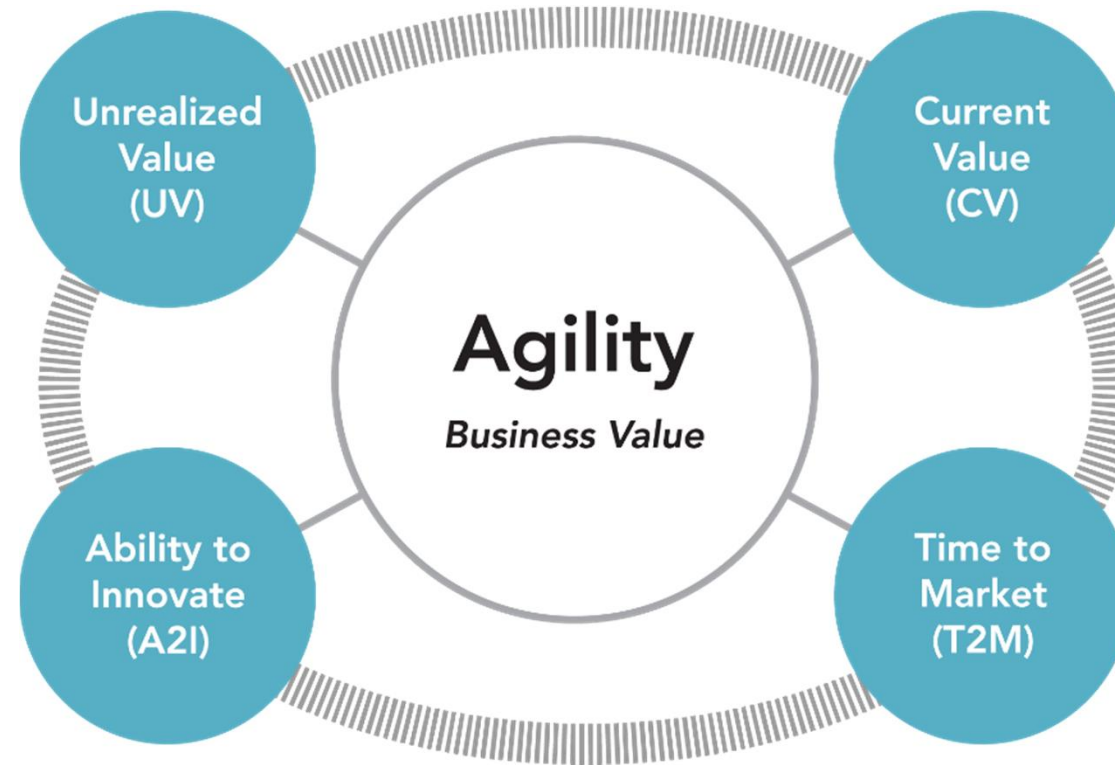 Unrealized
Value
(UV)
Current
Value
(CV)
Agility
Business Value
Ability to
Innovate
(A2I)
Time to
Market
(T2M)